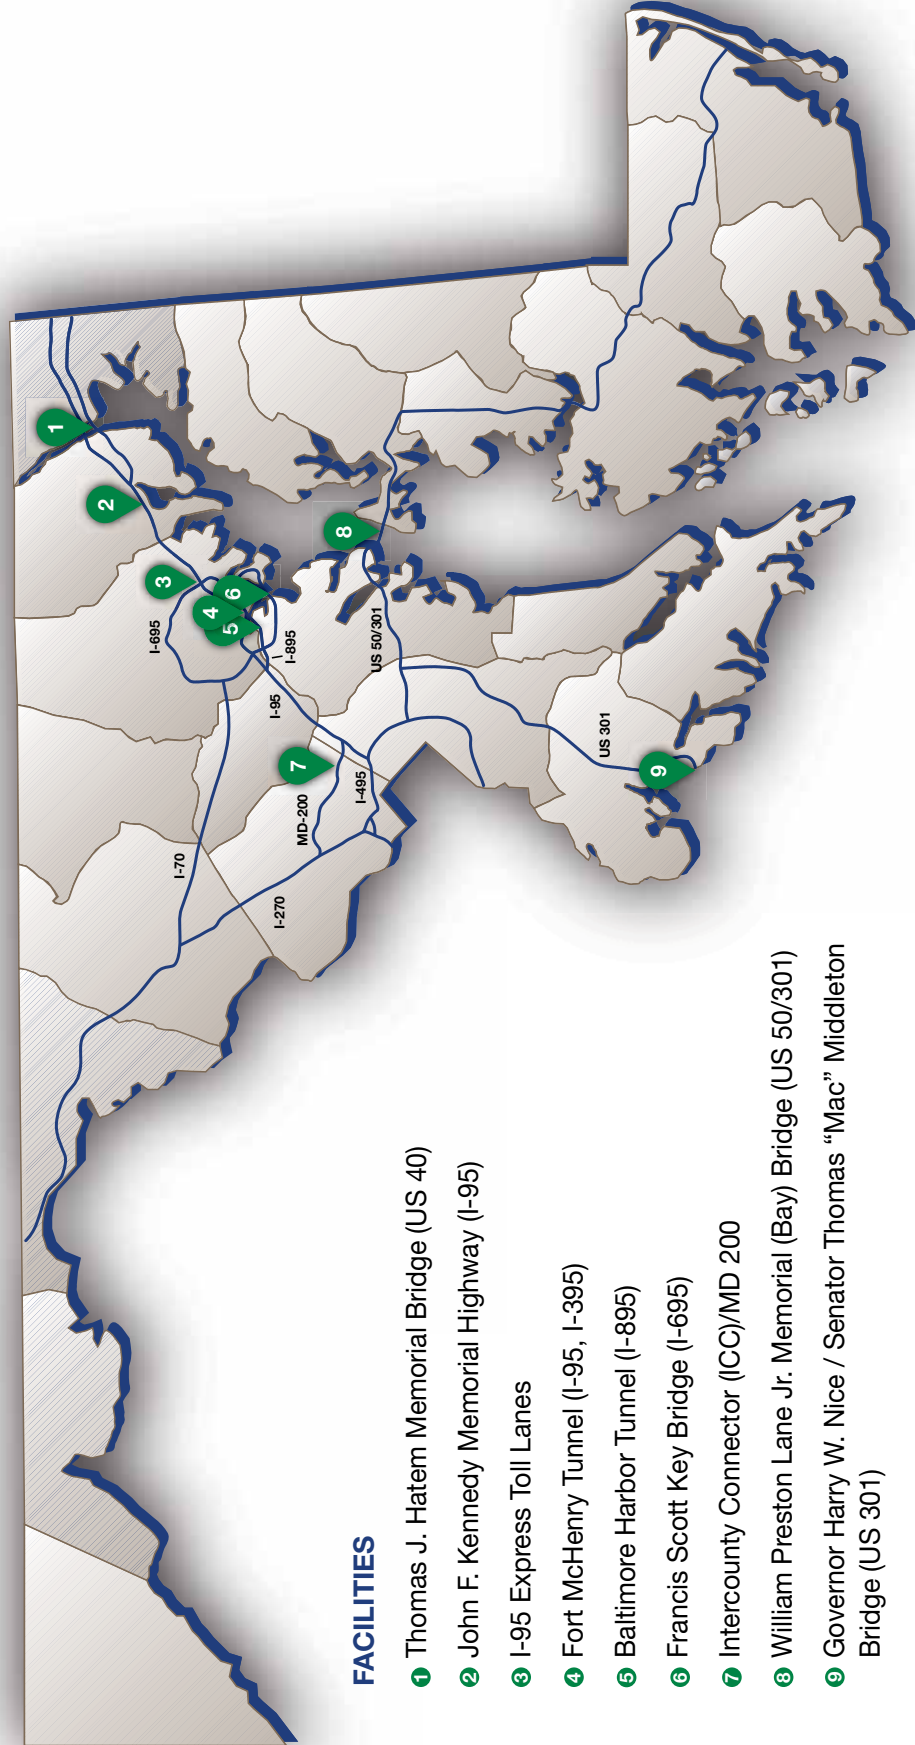 1
2
3
4
5
6
7
8
9
I-695
I-895
I-95
US 50/301
MD-200
I-495
US 301
I-70
I-270
FACILITIES
1 Thomas J. Hatem Memorial Bridge (US 40)
2 John F. Kennedy Memorial Highway (I-95)
3 I-95 Express Toll Lanes
4 Fort McHenry Tunnel (I-95, I-395)
5 Baltimore Harbor Tunnel (I-895)
6 Francis Scott Key Bridge (I-695)
7 Intercounty Connector (ICC)/MD 200
8 William Preston Lane Jr. Memorial (Bay) Bridge (US 50/301)
9 Governor Harry W. Nice / Senator Thomas “Mac” Middleton
Bridge (US 301)